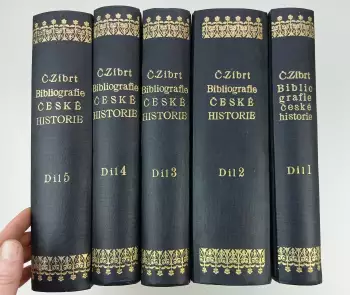 Č.Zíbrt
Bibliografie
ČESKÉ
HISTORIE
Díl 5
Č.Zíbrt
Bibliografie
ČESKÉ
HISTORIE
Díl 4
Č.Zíbrt
Bibliografie
ČESKÉ
HISTORIE
Díl 3
Č.Zíbrt
Bibliografie
ČESKÉ
HISTORIE
Díl 2
Č.Zíbrt
Biblio
grafie
české
historie
Díl 1